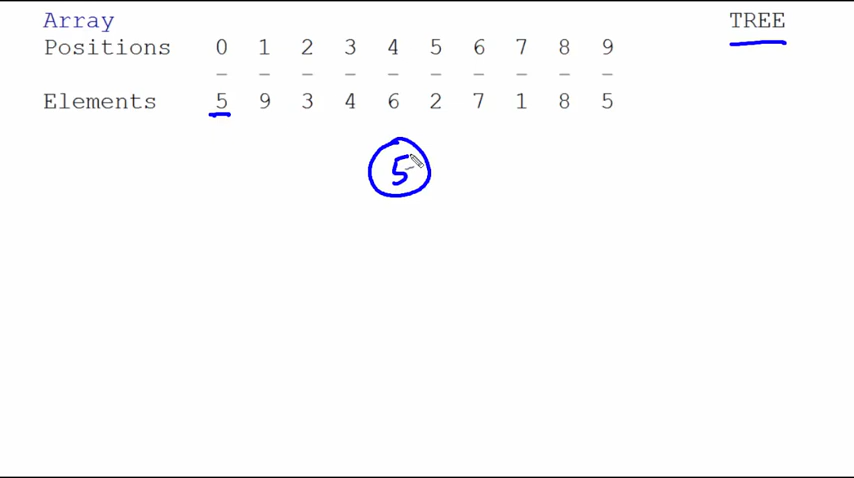 Array TREE
Positions 0 1 2 3 4 5 6 7 8 9
- - - - - - - - - -
Elements 5 9 3 4 6 2 7 1 8 5
5